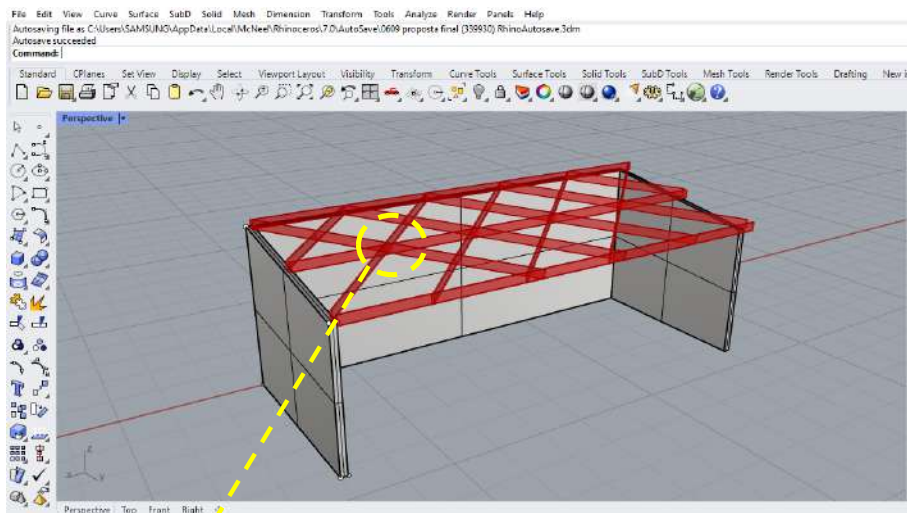 File Edit View Curve Surface SubD Solid Mesh Dimension Transform Tools Analyze Render Panels Help
Autosaving file as C:\Users\SAMSUNG\AppData\Local\McNeel\Rhinoceros\7.0\AutoSave\0609 proposta final (339930) RhinoAutosave.3dm
Autosave succeeded
Command:
Standard CPlanes Set View Display Select Viewport Layout Visibility Transform Curve Tools Surface Tools Solid Tools SubD Tools Mesh Tools Render Tools Drafting New i
Perspective
z
x
y
Perspective Top Front Right